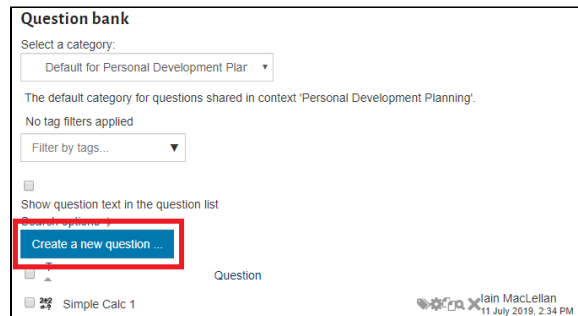 Question bank
Select a category:
Default for Personal Development Plar
The default category for questions shared in context 'Personal Development Planning'.
No tag filters applied
Filter by tags...
Show question text in the question list
Search options
Create a new question ...
T
Question
Simple Calc 1
Iain MacLellan
11 July 2019, 2:34 PM